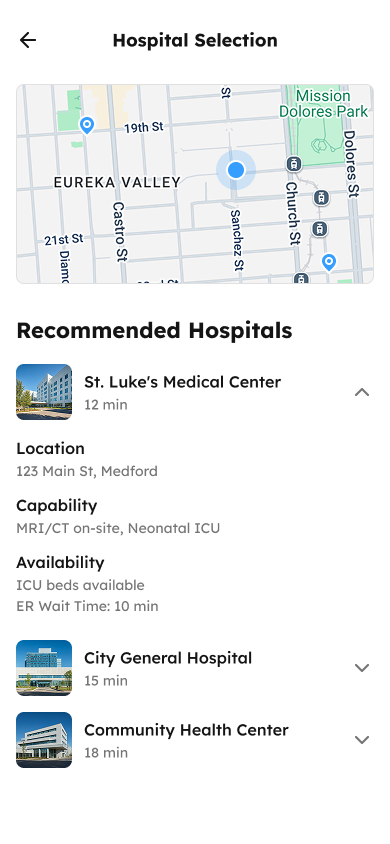 Hospital Selection
Mission
Dolores Park
St
19th St
Dolores St
EUREKA VALLEY
Castro St
Sanchez St
Church St
21st St
Recommended Hospitals
St. Luke's Medical Center
12 min
Location
123 Main St, Medford
Capability
MRI/CT on-site, Neonatal ICU
Availability
ICU beds available
ER Wait Time: 10 min
City General Hospital
15 min
Community Health Center
18 min